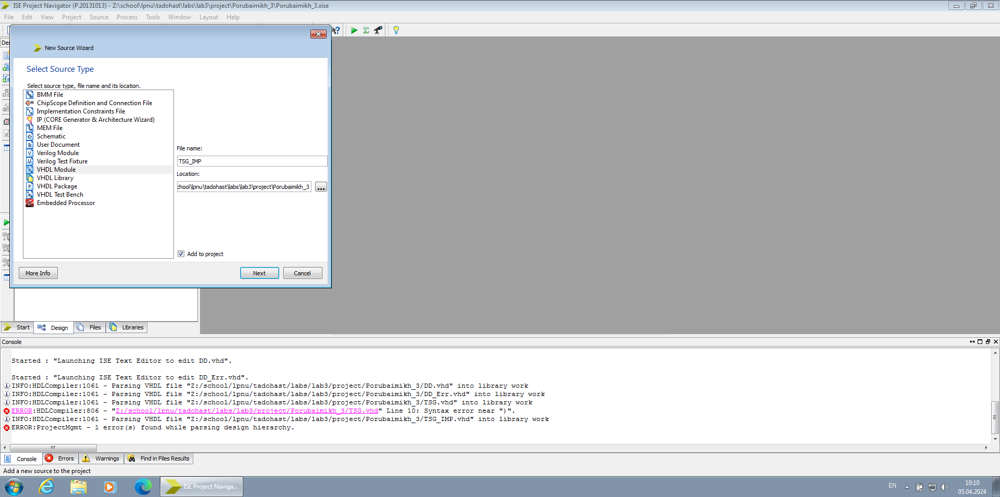 ISE Project Navigator (P.20131013) - Z:\school\lpnu\tadohast\labs\lab3\project\Porubaimikh_3\Porubaimikh_3.xise
File Edit View Project Source Process Tools Window Layout Help
New Source Wizard
Select Source Type
Select source type, file name and its location.
BMM File
ChipScope Definition and Connection File
Implementation Constraints File
IP (CORE Generator & Architecture Wizard)
MEM File
Schematic
User Document
Verilog Module
Verilog Test Fixture
VHDL Module
VHDL Library
VHDL Package
VHDL Test Bench
Embedded Processor
File name:
TSG_IMP
Location:
chool\lpnu\tadohast\labs\lab3\project\Porubaimikh_3
...
Add to project
More Info
Next
Cancel
Start Design Files Libraries
Console
Started : "Launching ISE Text Editor to edit DD.vhd".
Started : "Launching ISE Text Editor to edit DD_Err.vhd".
INFO:HDLCompiler:1061 - Parsing VHDL file "Z:/school/lpnu/tadohast/labs/lab3/project/Porubaimikh_3/DD.vhd" into library work
INFO:HDLCompiler:1061 - Parsing VHDL file "Z:/school/lpnu/tadohast/labs/lab3/project/Porubaimikh_3/DD_Err.vhd" into library work
INFO:HDLCompiler:1061 - Parsing VHDL file "Z:/school/lpnu/tadohast/labs/lab3/project/Porubaimikh_3/TSG.vhd" into library work
ERROR:HDLCompiler:806 - "Z:/school/lpnu/tadohast/labs/lab3/project/Porubaimikh_3/TSG.vhd" Line 10: Syntax error near ")".
INFO:HDLCompiler:1061 - Parsing VHDL file "Z:/school/lpnu/tadohast/labs/lab3/project/Porubaimikh_3/TSG_IMP.vhd" into library work
ERROR:ProjectMgmt - 1 error(s) found while parsing design hierarchy.
Console Errors Warnings Find in Files Results
Add a new source to the project
ISE Project Naviga...
EN
10:10
05.04.2024